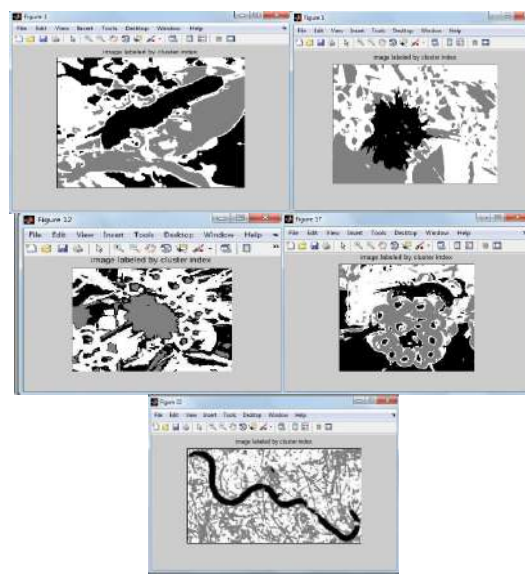 Figure 1
File Edit View Insert Tools Desktop Window Help
image labeled by cluster index
Figure 1
File Edit View Insert Tools Desktop Window Help
image labeled by cluster index
Figure 12
File Edit View Insert Tools Desktop Window Help
image labeled by cluster index
Figure 17
File Edit View Insert Tools Desktop Window Help
image labeled by cluster index
File Edit View Insert Tools Desktop Window Help
image labeled by cluster index